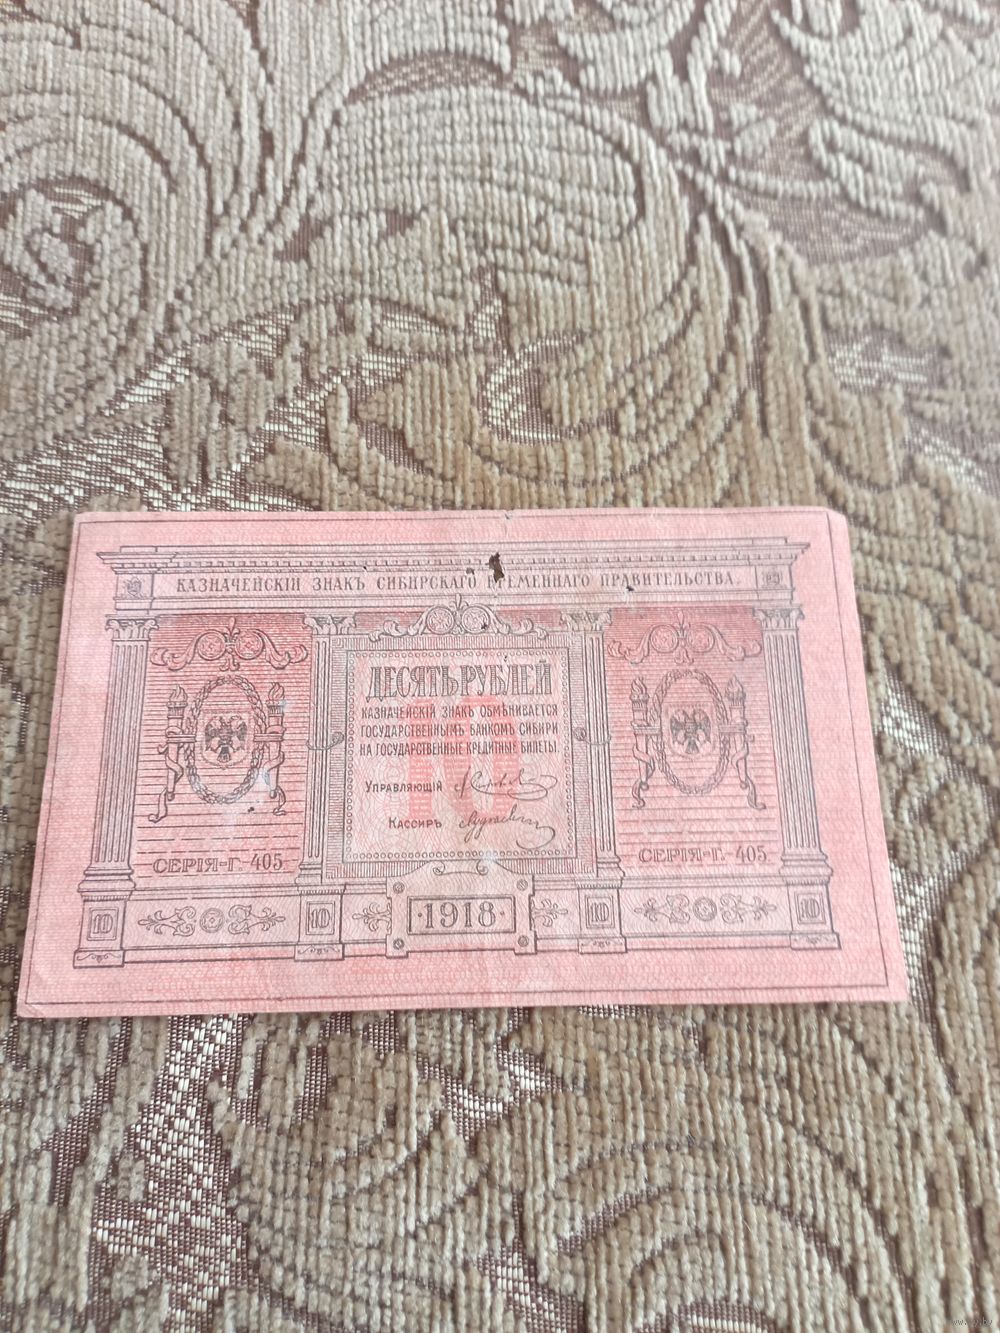 КАЗНАЧЕЙСКІЙ ЗНАКЪ СИБИРСКАГО ВРЕМЕННАГО ПРАВИТЕЛЬСТВА.
10
ДЕСЯТЬ РУБЛЕЙ
КАЗНАЧЕЙСКІЙ ЗНАКЪ ОБМѢНИВАЕТСЯ
ГОСУДАРСТВЕННЫМЪ БАНКОМЪ СИБИРИ
НА ГОСУДАРСТВЕННЫЕ КРЕДИТНЫЕ БИЛЕТЫ.
УПРАВЛЯЮЩІЙ
КАССИРЪ
СЕРІЯ-Г. 405
СЕРІЯ-Г. 405
10 10 ·1918· 10 10